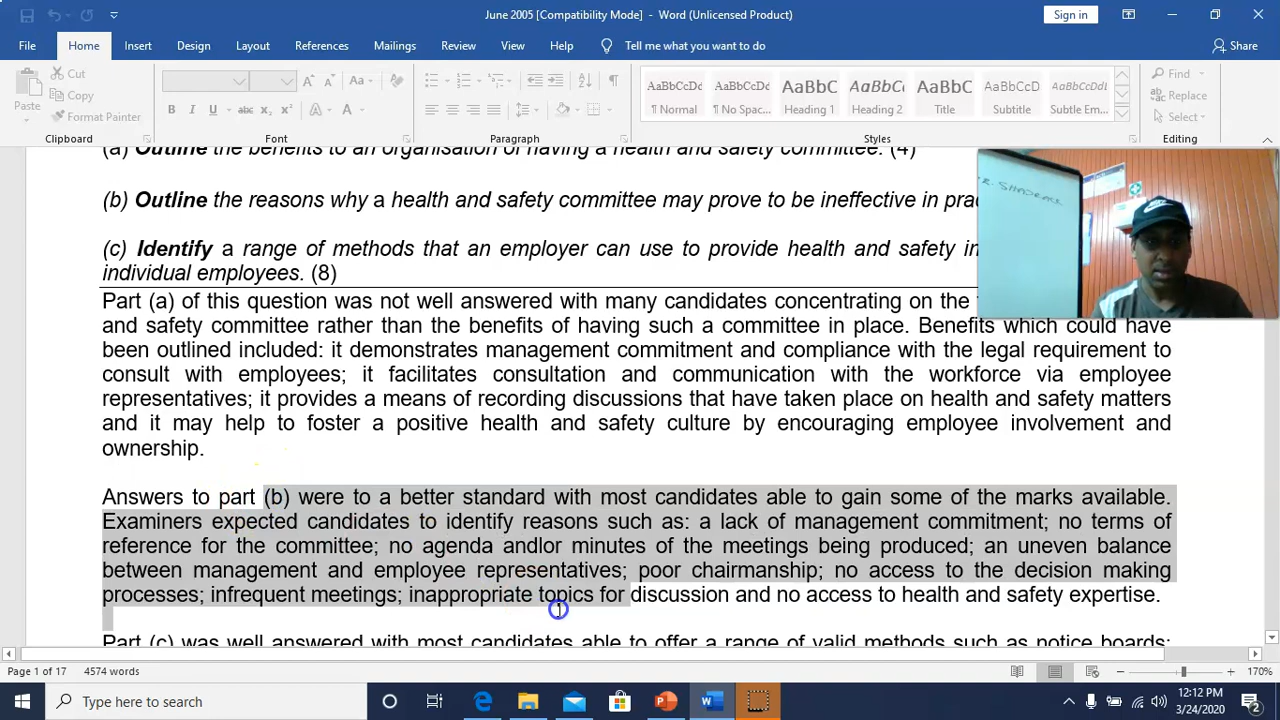 June 2005 [Compatibility Mode] - Word (Unlicensed Product)
Sign in
File Home Insert Design Layout References Mailings Review View Help Tell me what you want to do Share
Paste
Cut
Copy
Format Painter
Clipboard
Aa
B I U abc x₂ x² A A
Font
Paragraph
AaBbCcDd AaBbCcDd AaBbC AaBbCc AaBbC AaBbCcD AaBbCcDd
¶ Normal ¶ No Spac... Heading 1 Heading 2 Title Subtitle Subtle Em...
Styles
Find
Replace
Select
Editing
(a) Outline the benefits to an organisation of having a health and safety committee. (4)
(b) Outline the reasons why a health and safety committee may prove to be ineffective in
(c) Identify a range of methods that an employer can use to provide health and safety
individual employees. (8)
Part (a) of this question was not well answered with many candidates concentrating on the
and safety committee rather than the benefits of having such a committee in place. Benefits which could have
been outlined included: it demonstrates management commitment and compliance with the legal requirement to
consult with employees; it facilitates consultation and communication with the workforce via employee
representatives; it provides a means of recording discussions that have taken place on health and safety matters
and it may help to foster a positive health and safety culture by encouraging employee involvement and
ownership.
Answers to part (b) were to a better standard with most candidates able to gain some of the marks available.
Examiners expected candidates to identify reasons such as: a lack of management commitment; no terms of
reference for the committee; no agenda andlor minutes of the meetings being produced; an uneven balance
between management and employee representatives; poor chairmanship; no access to the decision making
processes; infrequent meetings; inappropriate topics for discussion and no access to health and safety expertise.
Part (c) was well answered with most candidates able to offer a range of valid methods such as notice boards;
Page 1 of 17 4574 words
170%
Type here to search
12:12 PM
3/24/2020
2